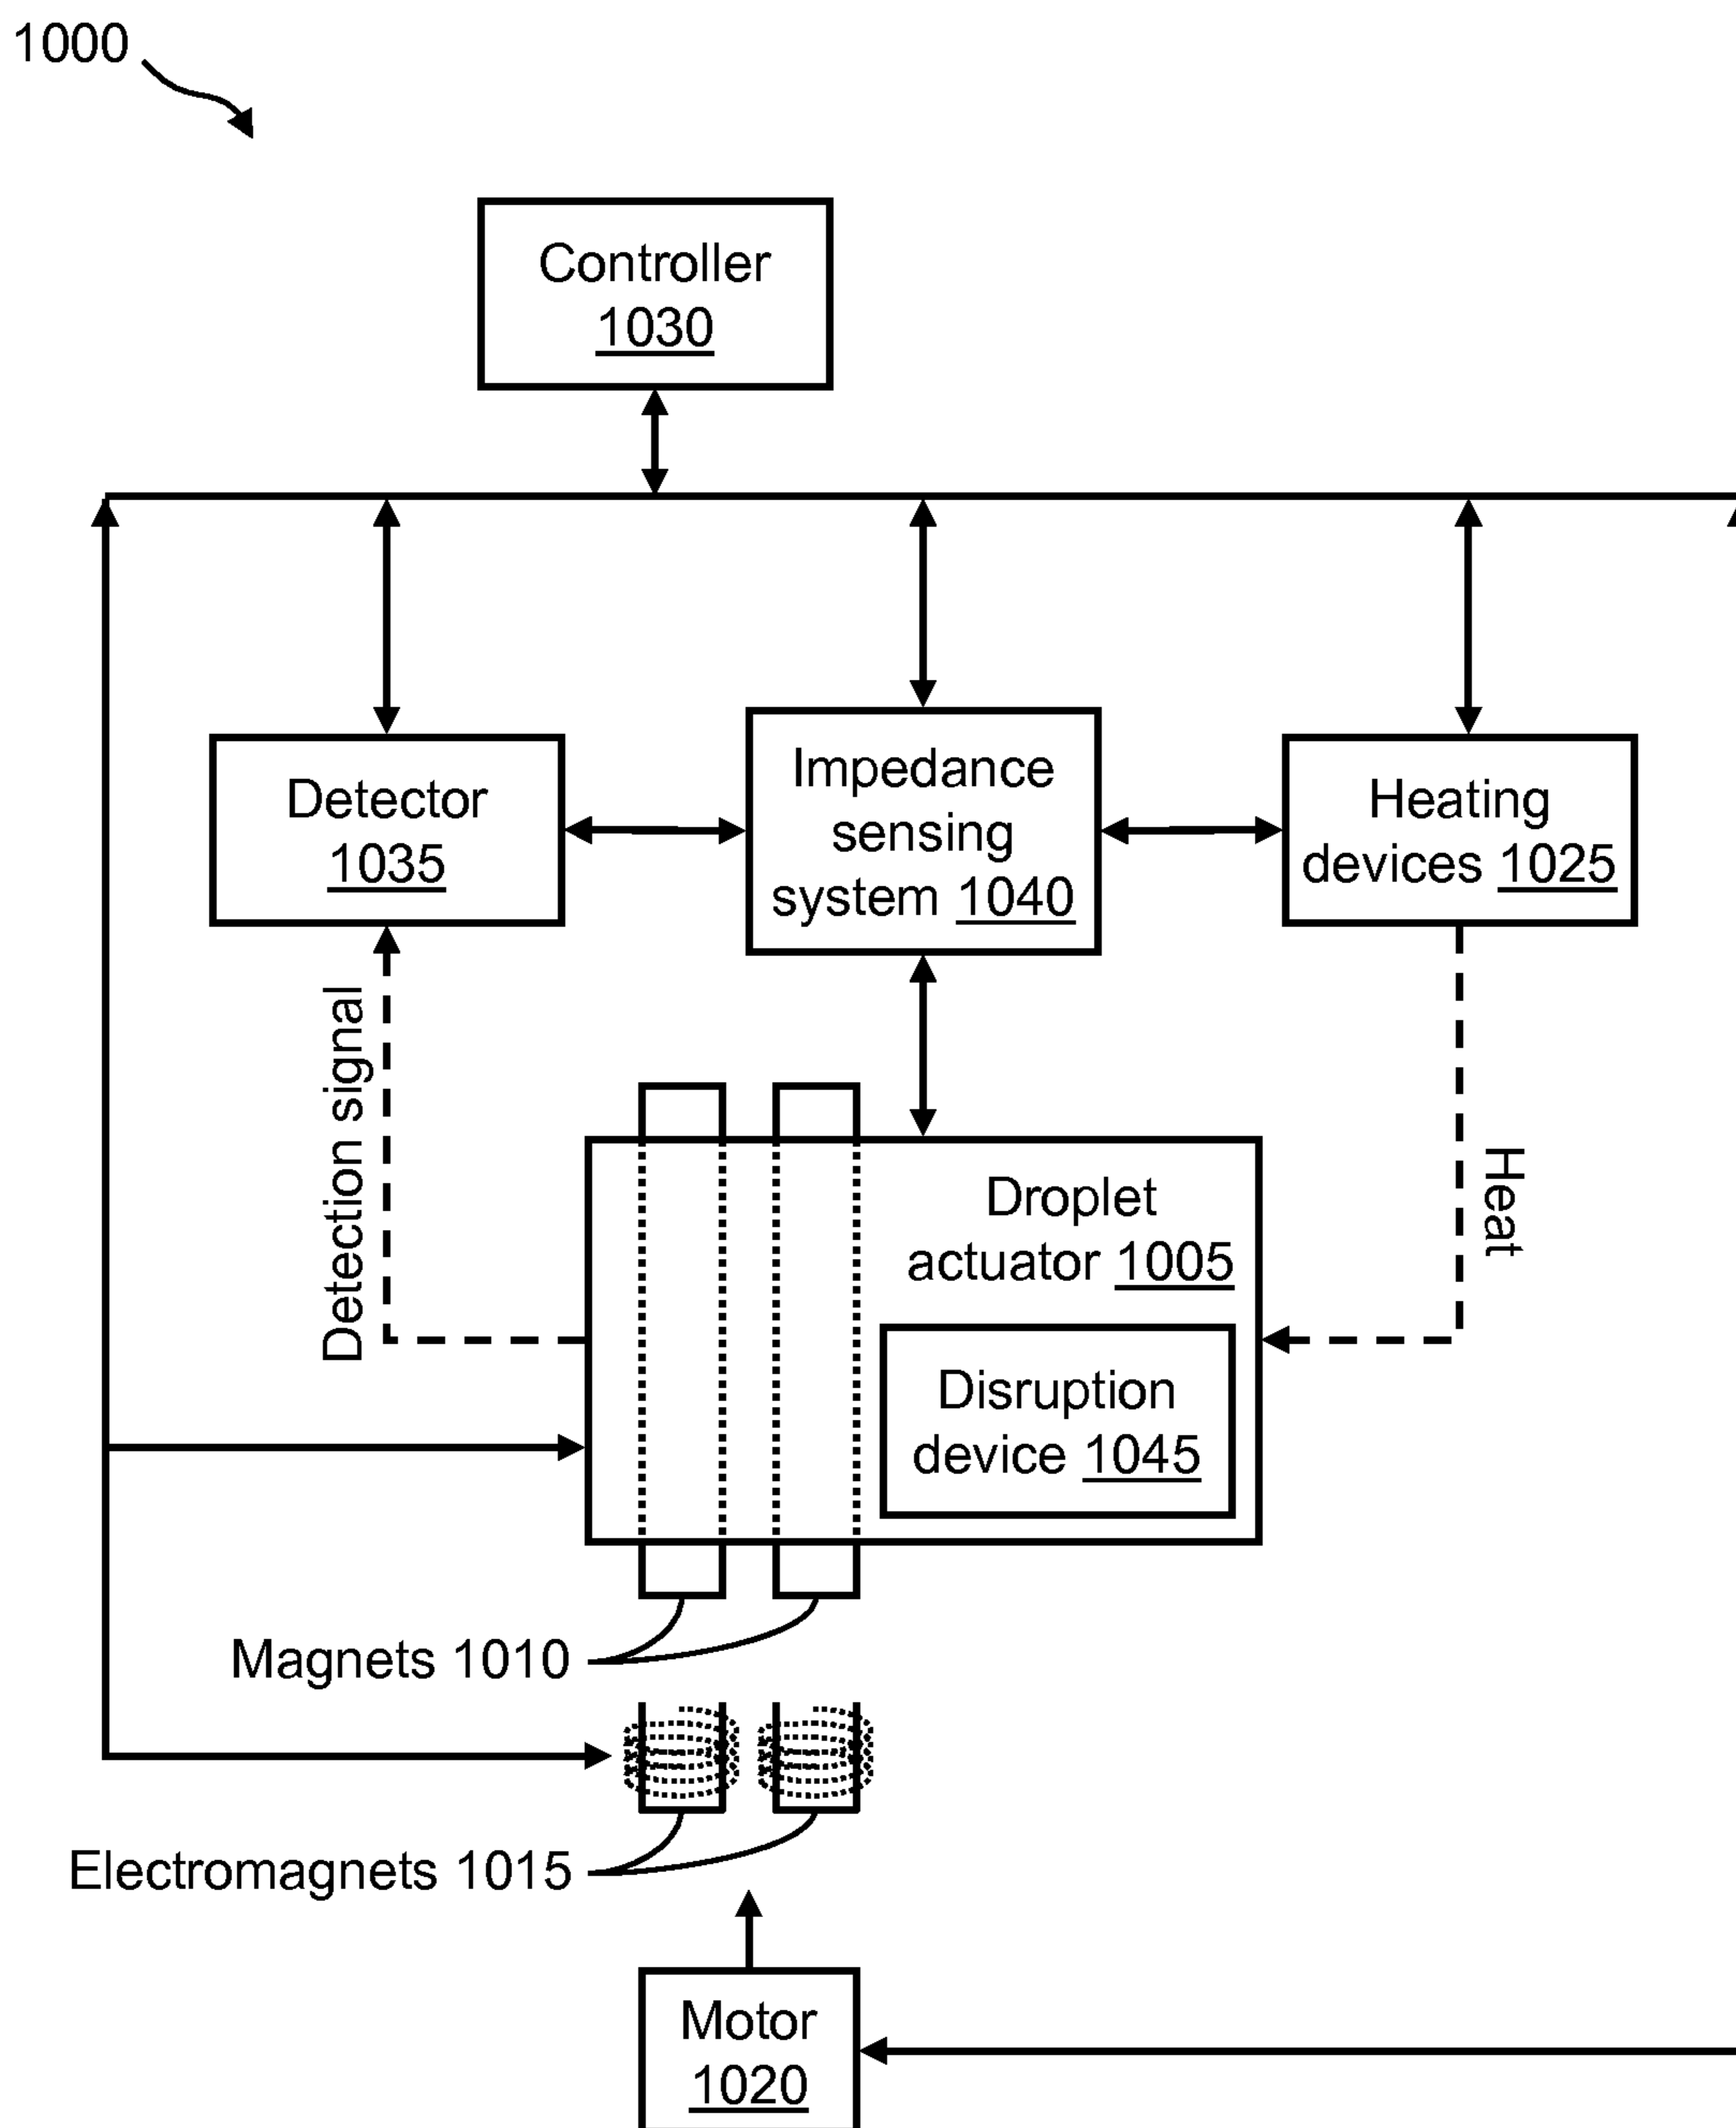 1000
Controller
1030
Detector
1035
Impedance
sensing
system 1040
Heating
devices 1025
Detection signal
Heat
Droplet
actuator 1005
Disruption
device 1045
Magnets 1010
Electromagnets 1015
Motor
1020